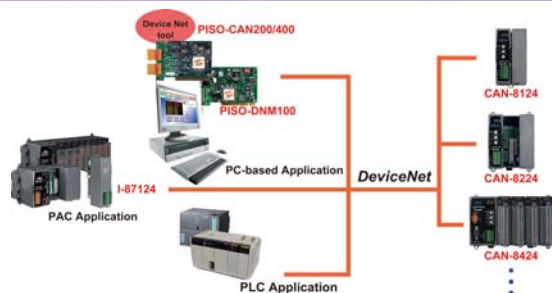 Device Net
tool
PISO-CAN200/400
PISO-DNM100
PC-based Application
I-87124
PAC Application
PLC Application
DeviceNet
CAN-8124
CAN-8224
CAN-8424